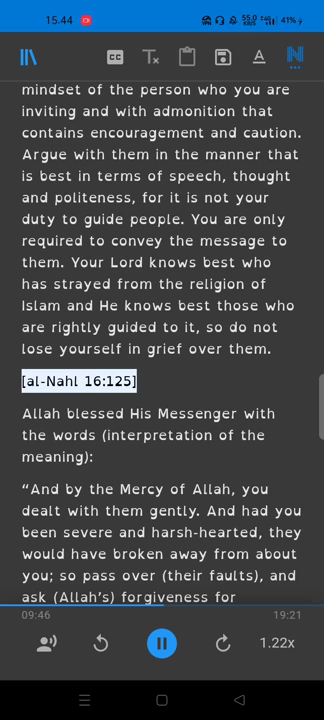 15.44
55.0
KB/s
41%
CC
A
N
mindset of the person who you are
inviting and with admonition that
contains encouragement and caution.
Argue with them in the manner that
is best in terms of speech, thought
and politeness, for it is not your
duty to guide people. You are only
required to convey the message to
them. Your Lord knows best who
has strayed from the religion of
Islam and He knows best those who
are rightly guided to it, so do not
lose yourself in grief over them.
[al-Nahl 16:125]
Allah blessed His Messenger with
the words (interpretation of the
meaning):
“And by the Mercy of Allah, you
dealt with them gently. And had you
been severe and harsh-hearted, they
would have broken away from about
you; so pass over (their faults), and
ask (Allah’s) forgiveness for
09:46 19:21
1.22x